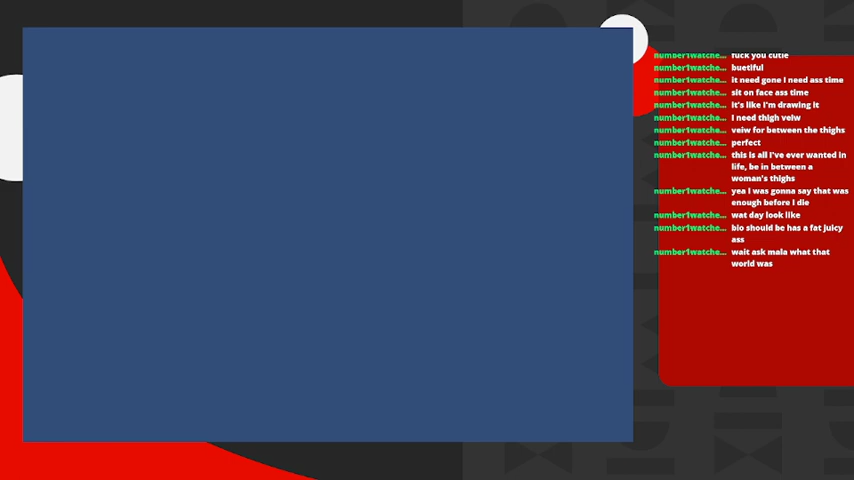 number1watche... fuck you cutie
number1watche... buetiful
number1watche... it need gone I need ass time
number1watche... sit on face ass time
number1watche... it's like I'm drawing it
number1watche... I need thigh veiw
number1watche... veiw for between the thighs
number1watche... perfect
number1watche... this is all I've ever wanted in
life, be in between a
woman's thighs
number1watche... yea I was gonna say that was
enough before I die
number1watche... wat day look like
number1watche... bio should be has a fat juicy
ass
number1watche... wait ask mala what that
world was